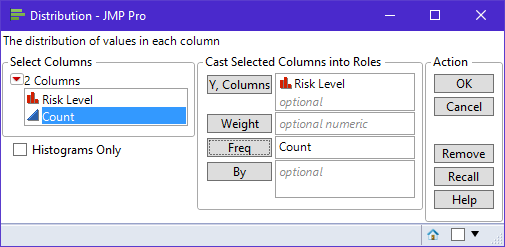 Distribution - JMP Pro
The distribution of values in each column
Select Columns
2 Columns
Risk Level
Count
Histograms Only
Cast Selected Columns into Roles
Y, Columns
Risk Level
optional
Weight
optional numeric
Freq
Count
By
optional
Action
OK
Cancel
Remove
Recall
Help